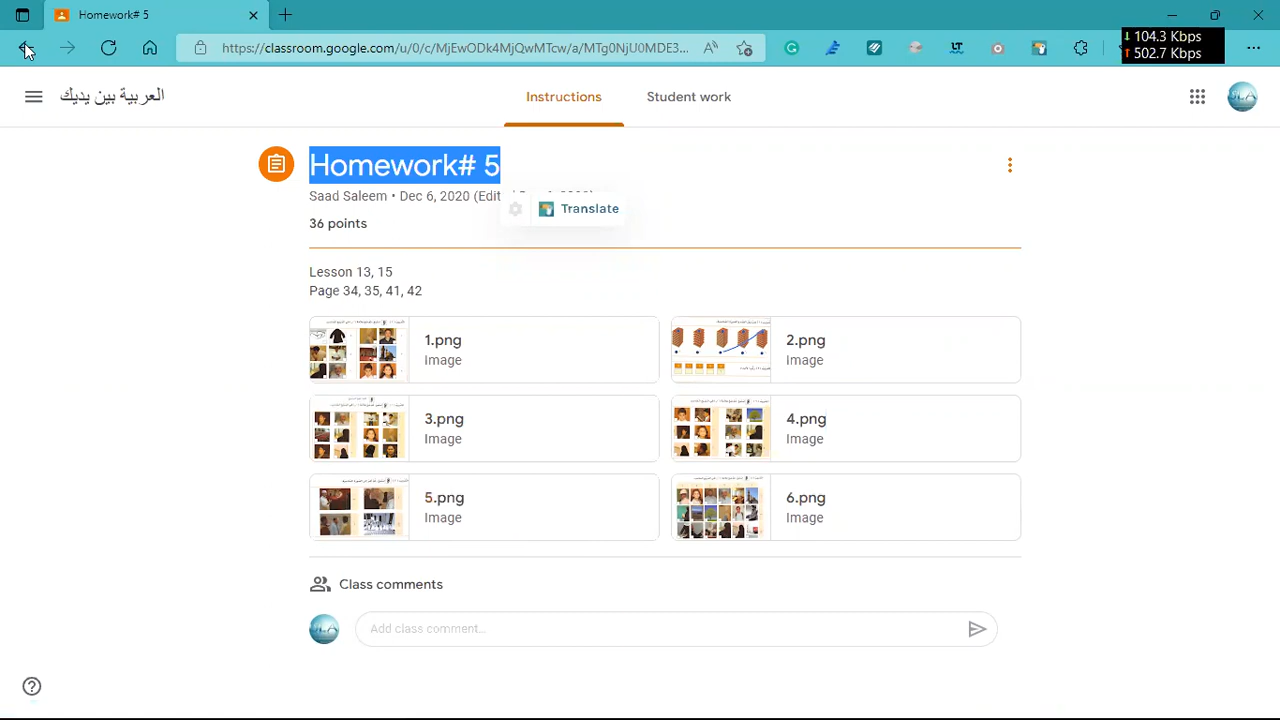 Homework# 5
https://classroom.google.com/u/0/c/MjEwODk4MjQwMTcw/a/MTg0NjU0MDE3...
104.3 Kbps
502.7 Kbps
العربية بين يديك
Instructions
Student work
Homework# 5
Saad Saleem • Dec 6, 2020 (Edit
Translate
36 points
Lesson 13, 15
Page 34, 35, 41, 42
1.png
Image
2.png
Image
3.png
Image
4.png
Image
5.png
Image
6.png
Image
Class comments
Add class comment...